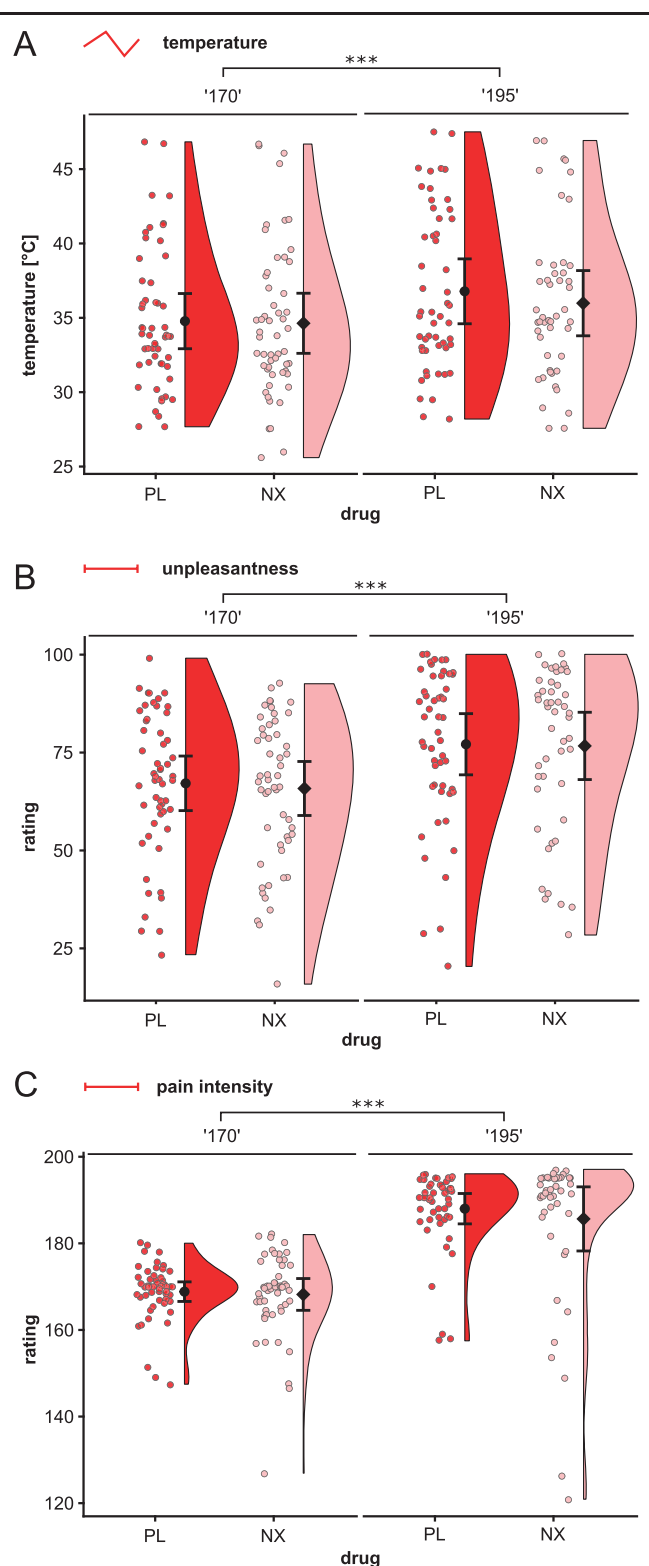 A
temperature
***
'170' '195'
45
40
35
30
25
temperature [°C]
PL NX PL NX
drug
B
unpleasantness
***
'170' '195'
100
75
50
25
rating
PL NX PL NX
drug
C
pain intensity
***
'170' '195'
200
180
160
140
120
rating
PL NX PL NX
drug